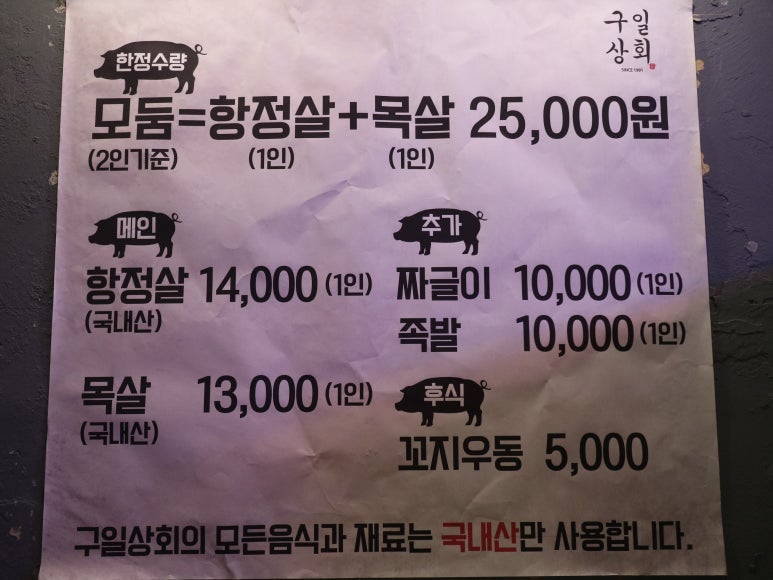 구일
상회
SINCE 1991
한정수량
모둠=항정살+목살 25,000원
(2인기준) (1인) (1인)
메인
항정살 14,000 (1인)
(국내산)
목살 13,000 (1인)
(국내산)
추가
짜글이 10,000 (1인)
족발 10,000 (1인)
후식
꼬지우동 5,000
구일상회의 모든음식과 재료는 국내산만 사용합니다.